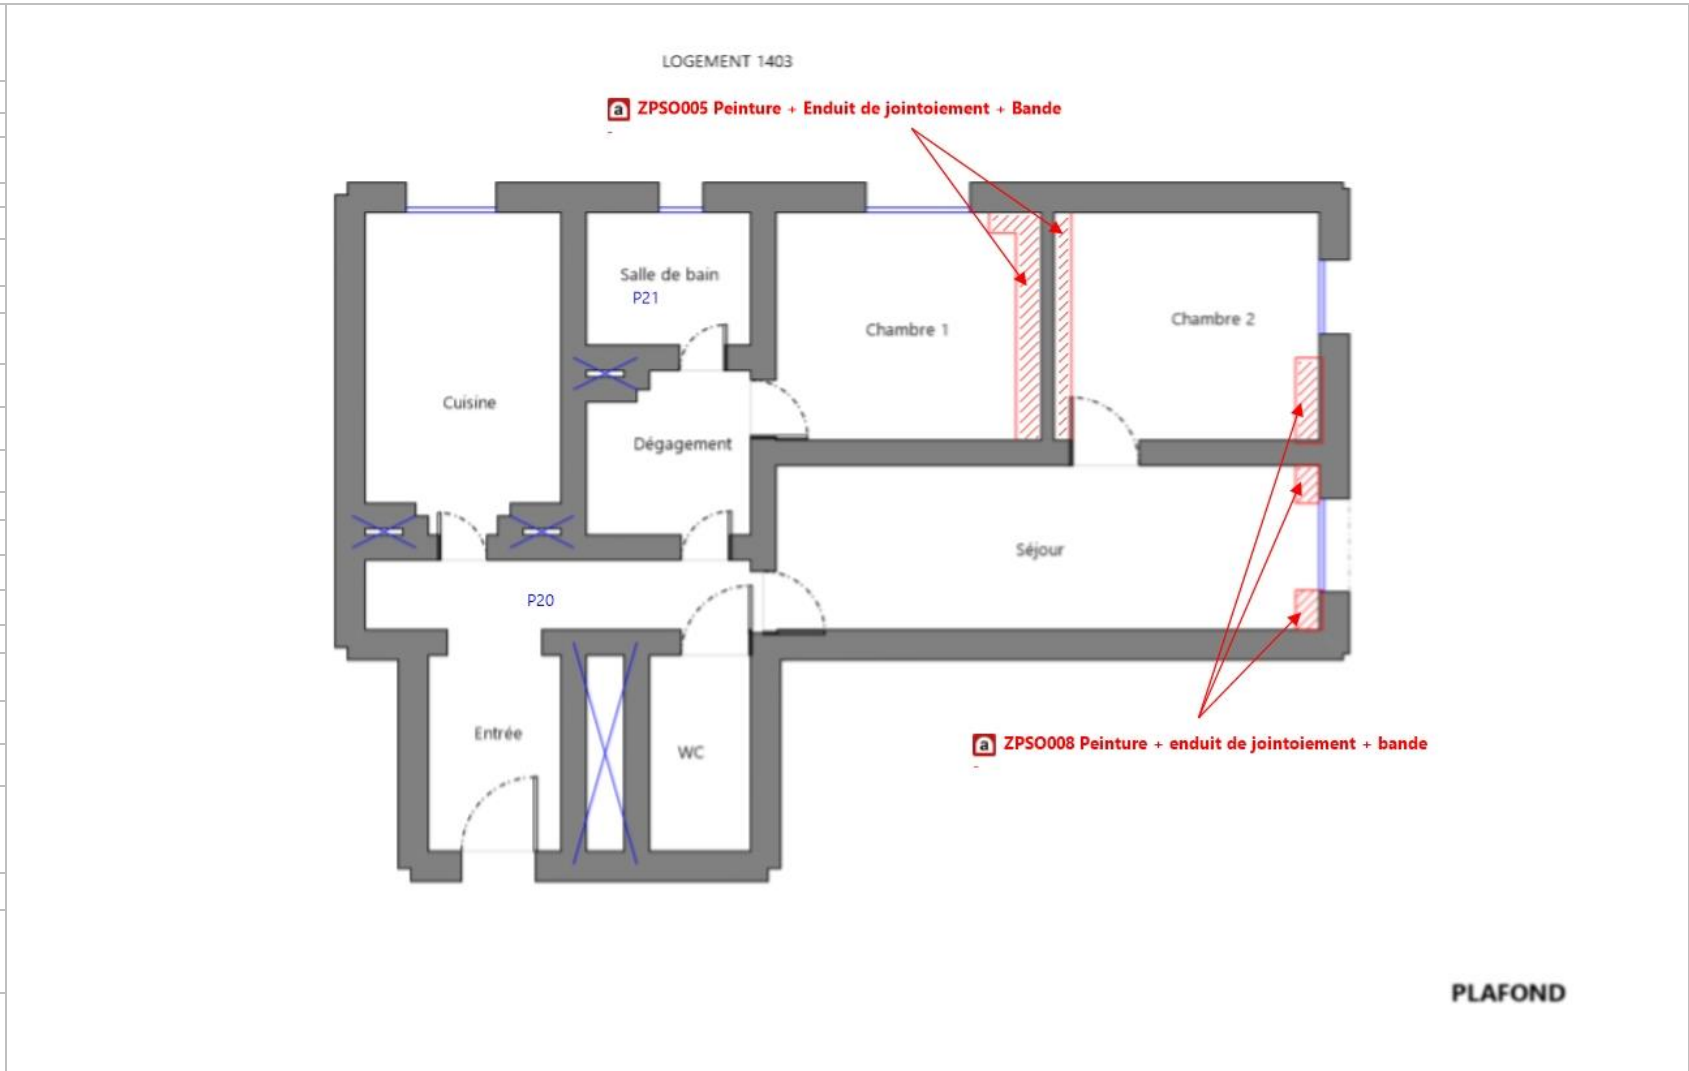 LOGEMENT 1403
a ZPSO005 Peinture + Enduit de jointoiement + Bande
-
Salle de bain
P21
Chambre 1
Chambre 2
Cuisine
Dégagement
Séjour
P20
Entrée
WC
a ZPSO008 Peinture + enduit de jointoiement + bande
-
PLAFOND